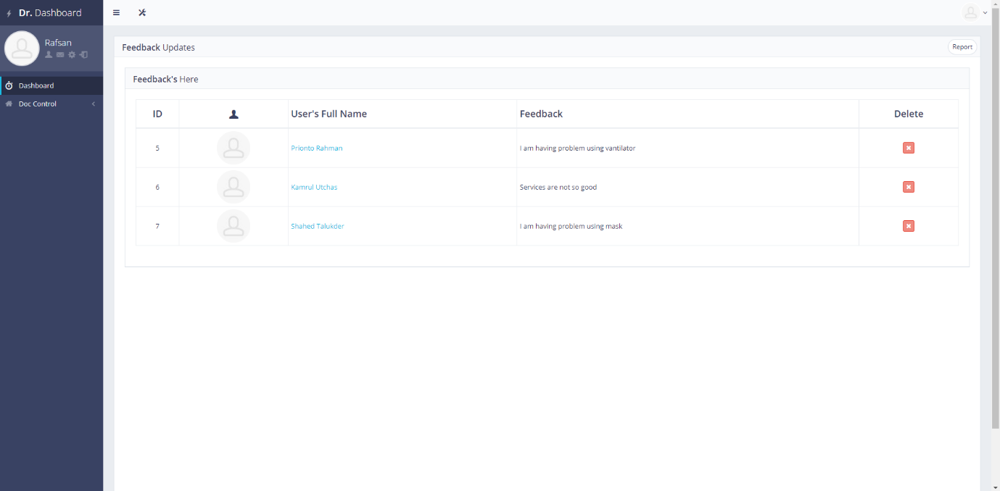 Dr. Dashboard
Rafsan
Dashboard
Doc Control
Feedback Updates
Report
Feedback's Here
ID User's Full Name Feedback Delete
5 Prionto Rahman I am having problem using vantilator
6 Kamrul Utchas Services are not so good
7 Shahed Talukder I am having problem using mask